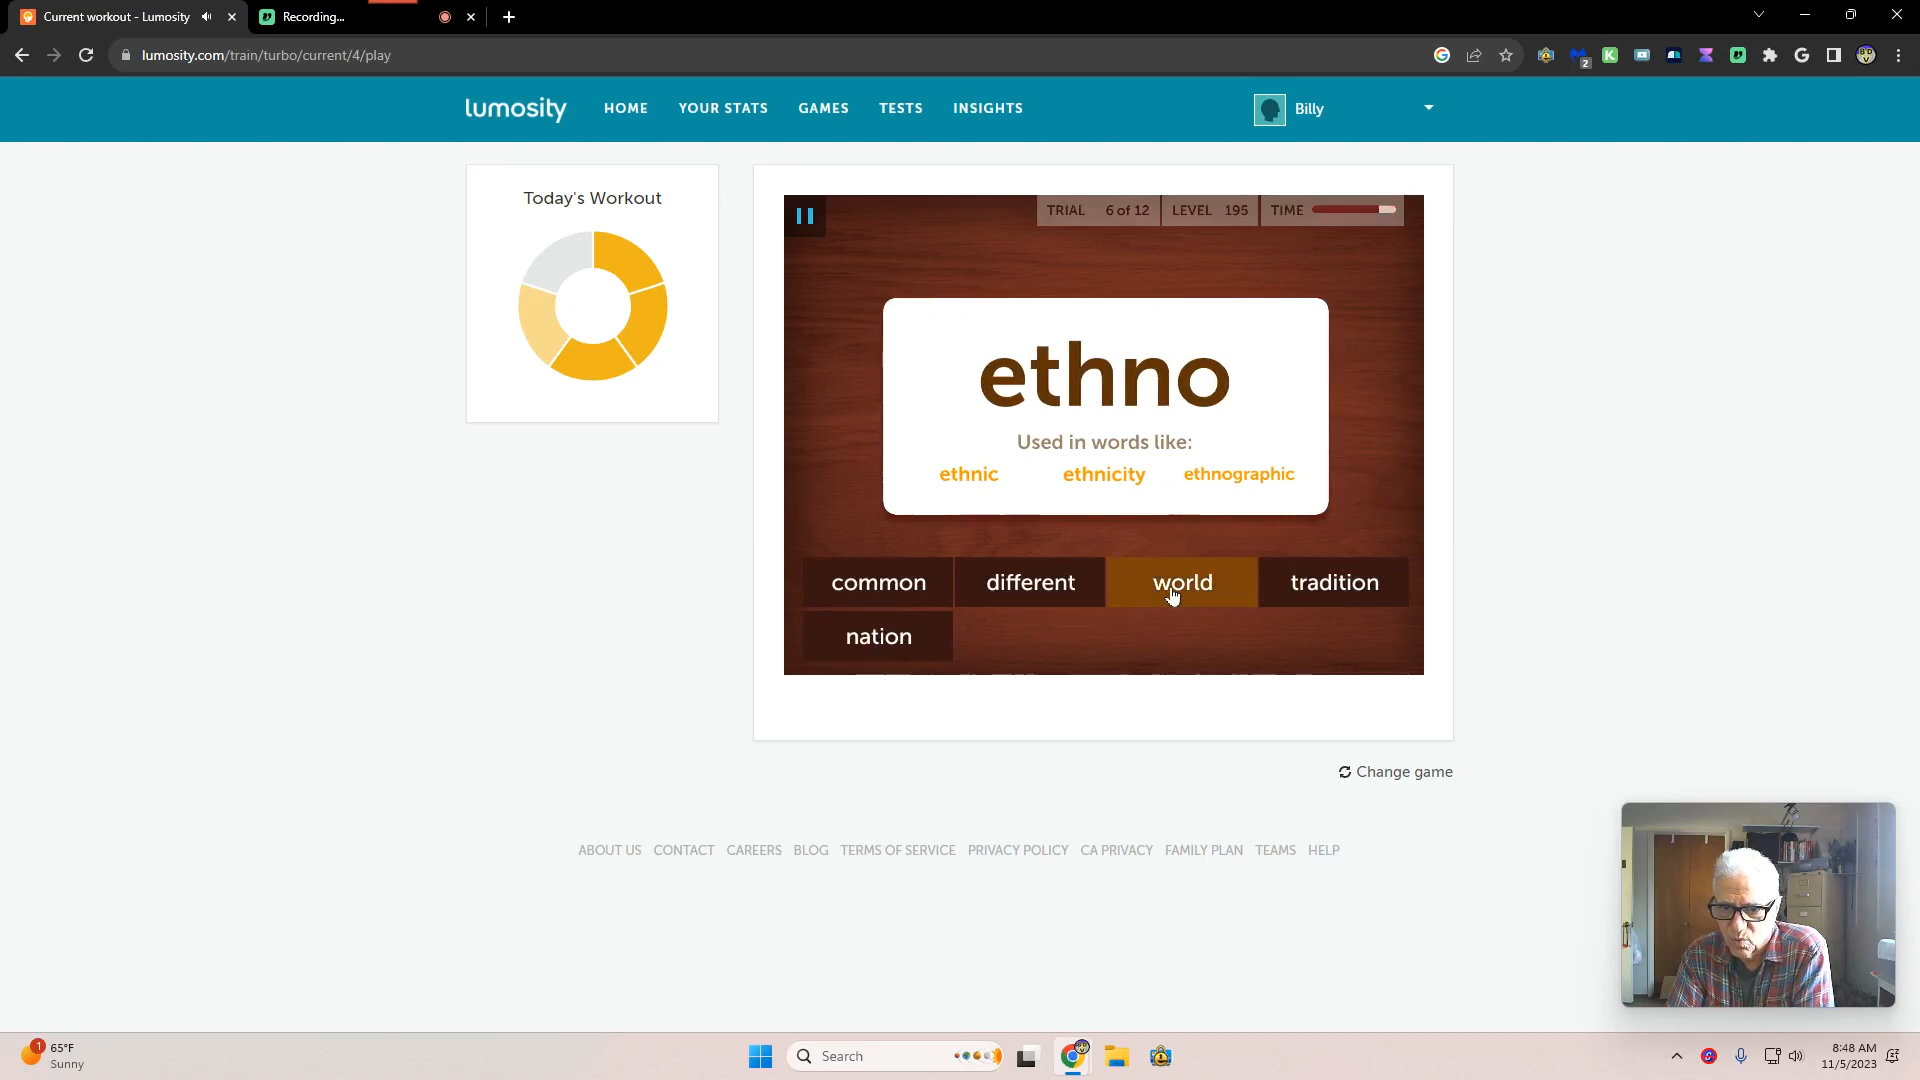 Current workout - Lumosity
Recording...
lumosity.com/train/turbo/current/4/play
2
lumosity
HOME
YOUR STATS
GAMES
TESTS
INSIGHTS
Billy
Today's Workout
TRIAL 6 of 12
LEVEL 195
TIME
ethno
Used in words like:
ethnic ethnicity ethnographic
common different world tradition
nation
Change game
ABOUT US CONTACT CAREERS BLOG TERMS OF SERVICE PRIVACY POLICY CA PRIVACY FAMILY PLAN TEAMS HELP
1
65°F
Sunny
Search
8:48 AM
11/5/2023